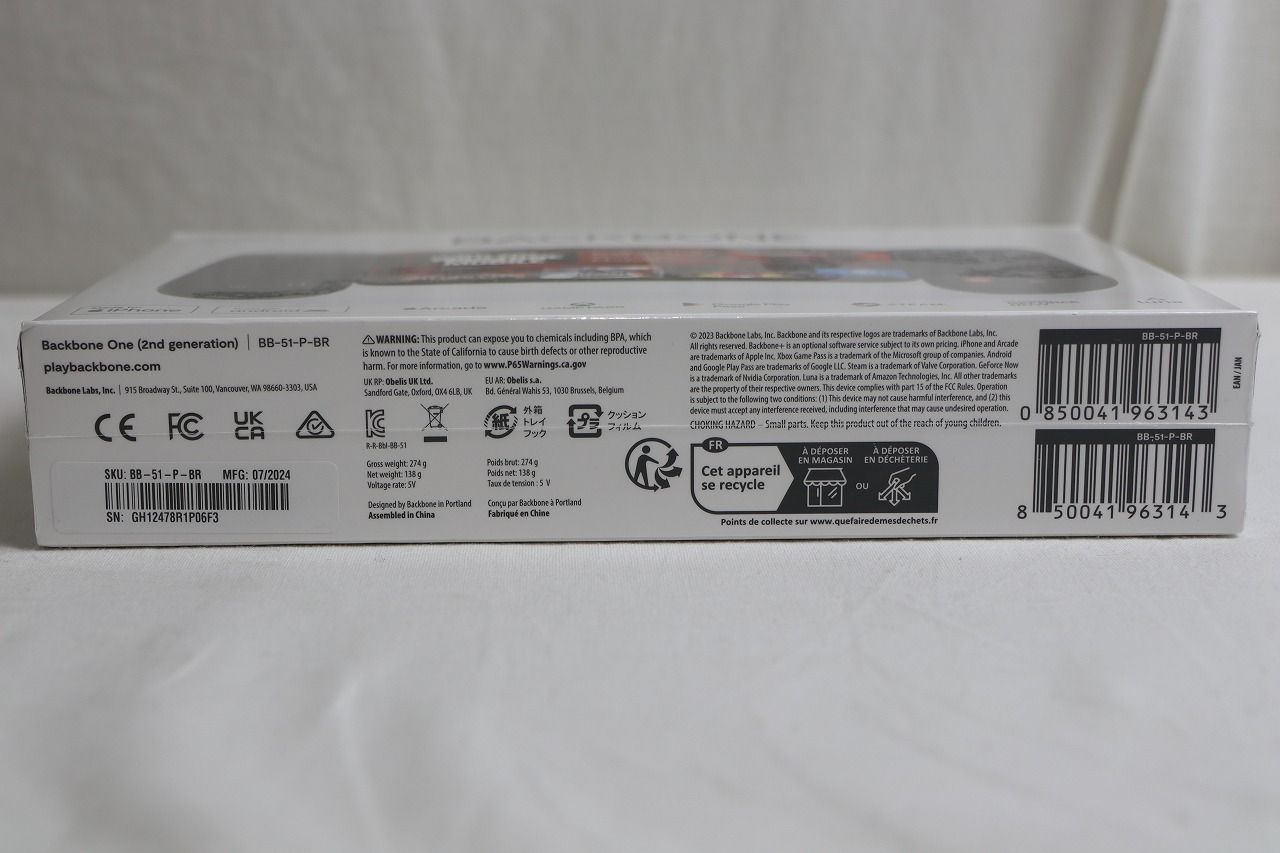 BACKBONE
iPhone
android
Arcade
Google Play
STEAM
Luna
Backbone One (2nd generation) | BB-51-P-BR
playbackbone.com
Backbone Labs, Inc. | 915 Broadway St., Suite 100, Vancouver, WA 98660-3303, USA
CE FC UK CA
SKU: BB-51-P-BR MFG: 07/2024
SN: GH12478R1P06F3
WARNING: This product can expose you to chemicals including BPA, which
is known to the State of California to cause birth defects or other reproductive
harm. For more information, go to www.P65Warnings.ca.gov
UK RP: Obelis UK Ltd.
Sandford Gate, Oxford, OX4 6LB, UK
EU AR: Obelis s.a.
Bd. Général Wahis 53, 1030 Brussels, Belgium
R-R-BbI-BB-51
紙
外箱
トレイ
フック
プラ
クッション
フィルム
Gross weight: 274 g
Net weight: 138 g
Voltage rate: 5V
Poids brut: 274 g
Poids net: 138 g
Taux de tension : 5 V
Designed by Backbone in Portland
Assembled in China
Conçu par Backbone à Portland
Fabriqué en Chine
© 2023 Backbone Labs, Inc. Backbone and its respective logos are trademarks of Backbone Labs, Inc.
All rights reserved. Backbone+ is an optional software service subject to its own pricing. iPhone and Arcade
are trademarks of Apple Inc. Xbox Game Pass is a trademark of the Microsoft group of companies. Android
and Google Play Pass are trademarks of Google LLC. Steam is a trademark of Valve Corporation. GeForce Now
is a trademark of Nvidia Corporation. Luna is a trademark of Amazon Technologies, Inc. All other trademarks
are the property of their respective owners. This device complies with part 15 of the FCC Rules. Operation
is subject to the following two conditions: (1) This device may not cause harmful interference, and (2) this
device must accept any interference received, including interference that may cause undesired operation.
CHOKING HAZARD – Small parts. Keep this product out of the reach of young children.
FR
Cet appareil
se recycle
À DÉPOSER
EN MAGASIN
OU
À DÉPOSER
EN DÉCHÈTERIE
Points de collecte sur www.quefairedemesdechets.fr
BB-51-P-BR
0 850041 963143
EAN / JAN
BB-51-P-BR
8 50041 96314 3